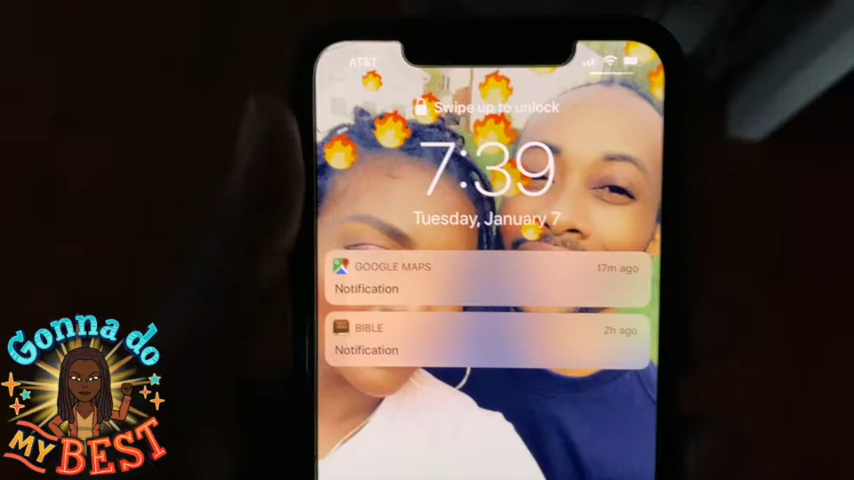 AT&T
Swipe up to unlock
7:39
Tuesday, January 7
GOOGLE MAPS
17m ago
Notification
BIBLE
2h ago
Notification
Gonna do
MY BEST